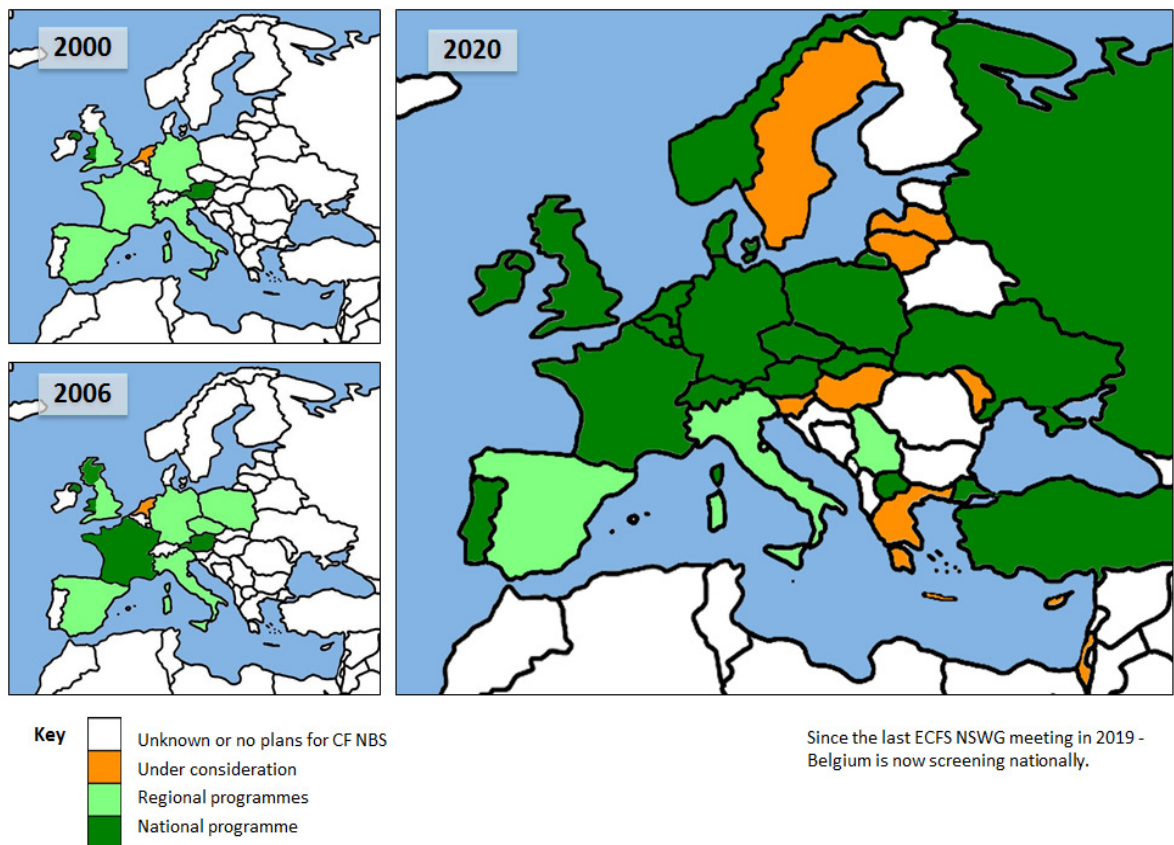 2000
2020
2006
Key
Unknown or no plans for CF NBS
Under consideration
Regional programmes
National programme
Since the last ECFS NSWG meeting in 2019 -
Belgium is now screening nationally.